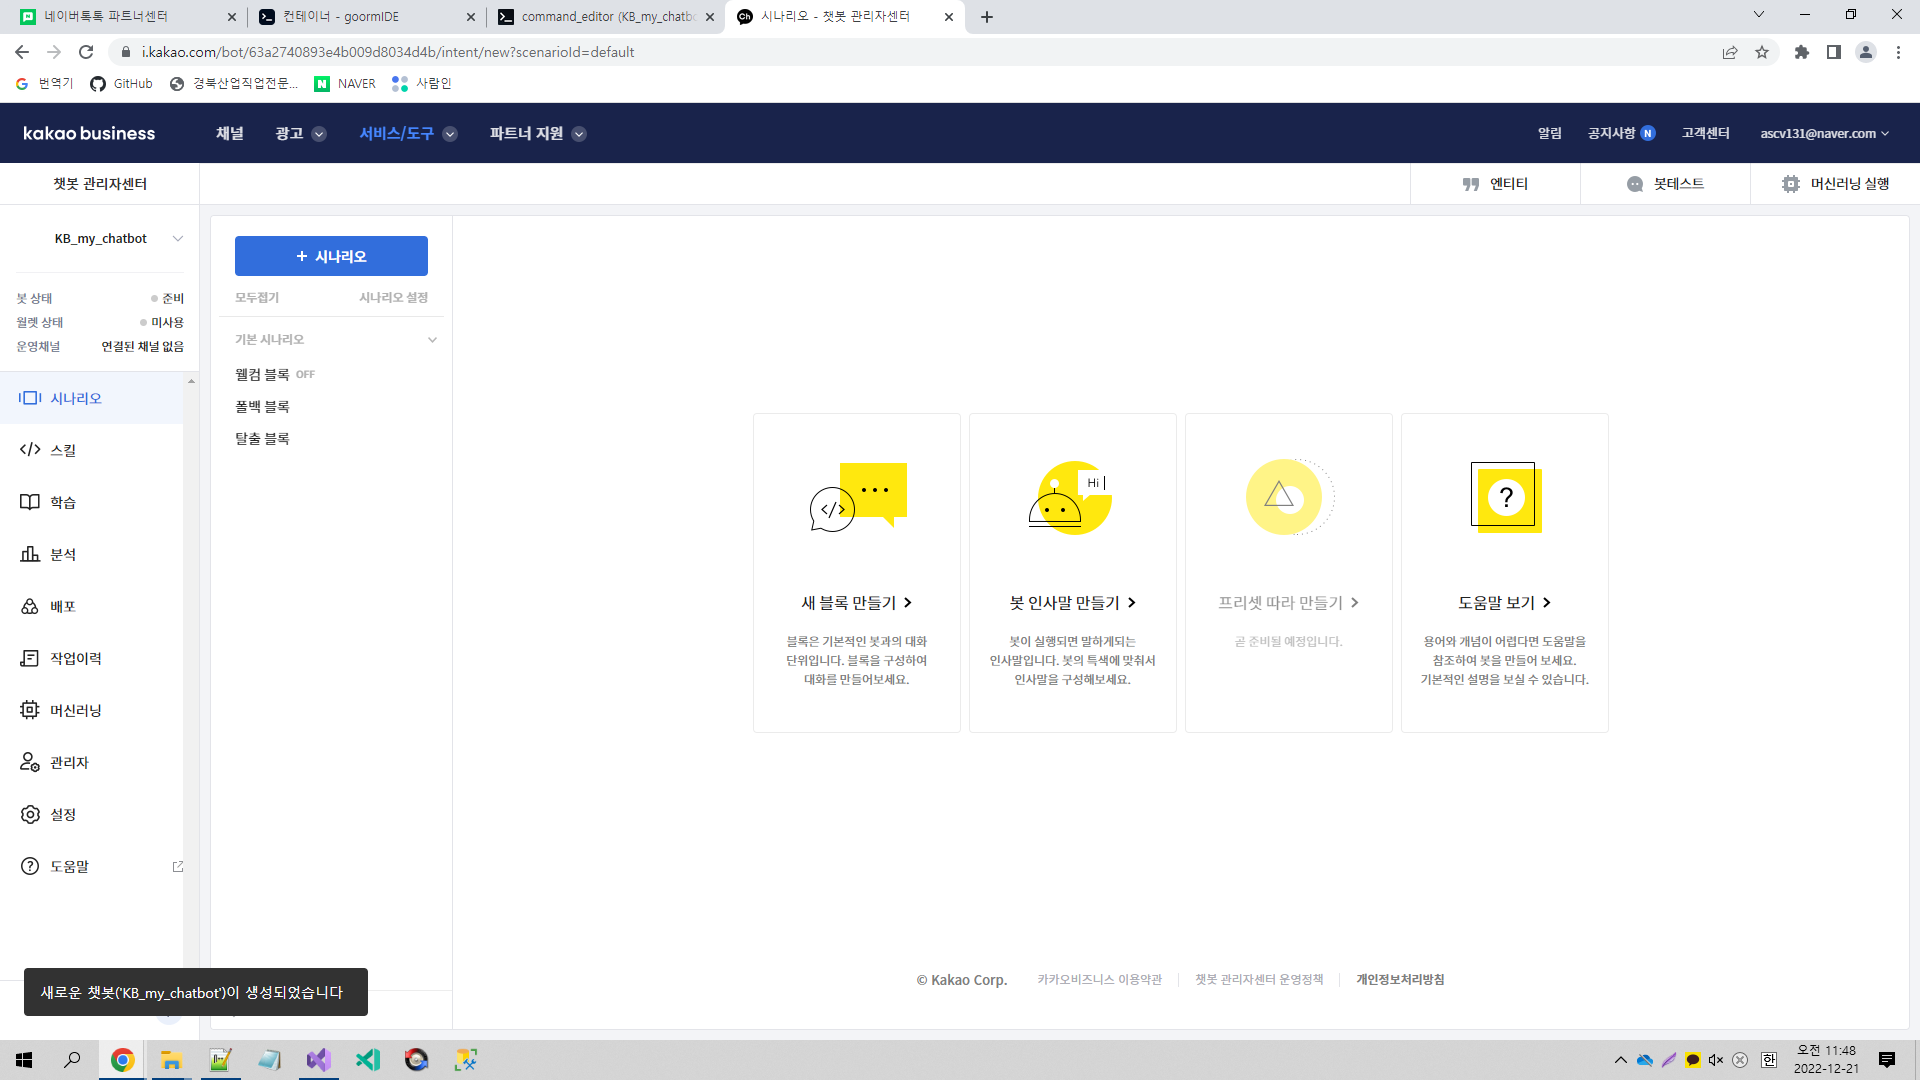 네이버톡톡 파트너센터
컨테이너 - goormIDE
command_editor (KB_my_chatbo
시나리오 - 챗봇 관리자센터
i.kakao.com/bot/63a2740893e4b009d8034d4b/intent/new?scenarioId=default
번역기
GitHub
경북산업직업전문...
NAVER
사람인
kakao business
채널
광고
서비스/도구
파트너 지원
알림
공지사항 N
고객센터
ascv131@naver.com
챗봇 관리자센터
엔티티
봇테스트
머신러닝 실행
KB_my_chatbot
봇 상태 준비
월렛 상태 미사용
운영채널 연결된 채널 없음
시나리오
스킬
학습
분석
배포
작업이력
머신러닝
관리자
설정
도움말
+ 시나리오
모두접기 시나리오 설정
기본 시나리오
웰컴 블록 OFF
폴백 블록
탈출 블록
</>
Hi
?
새 블록 만들기
블록은 기본적인 봇과의 대화
단위입니다. 블록을 구성하여
대화를 만들어보세요.
봇 인사말 만들기
봇이 실행되면 말하게되는
인사말입니다. 봇의 특색에 맞춰서
인사말을 구성해보세요.
프리셋 따라 만들기
곧 준비될 예정입니다.
도움말 보기
용어와 개념이 어렵다면 도움말을
참조하여 봇을 만들어 보세요.
기본적인 설명을 보실 수 있습니다.
© Kakao Corp.
카카오비즈니스 이용약관
챗봇 관리자센터 운영정책
개인정보처리방침
새로운 챗봇('KB_my_chatbot')이 생성되었습니다
한
오전 11:48
2022-12-21